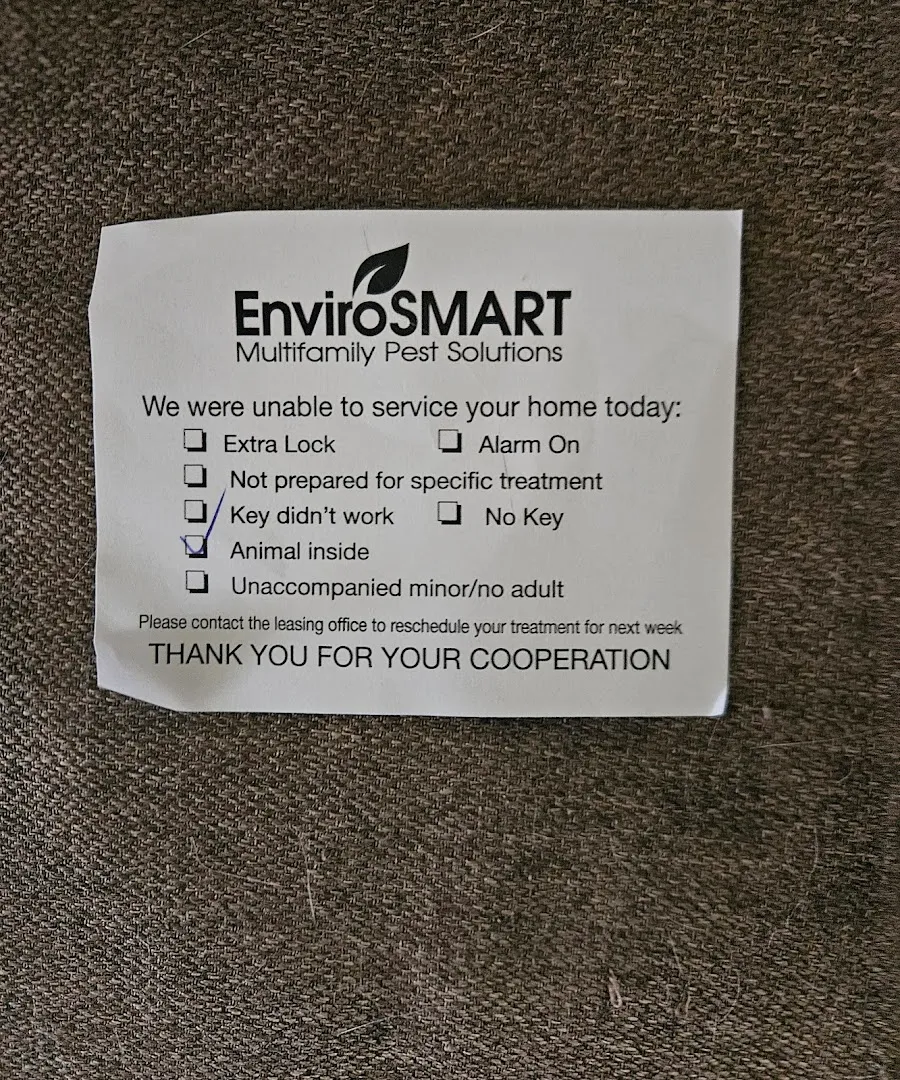 EnviroSMART
Multifamily Pest Solutions
We were unable to service your home today:
Extra Lock Alarm On
Not prepared for specific treatment
Key didn't work No Key
Animal inside
Unaccompanied minor/no adult
Please contact the leasing office to reschedule your treatment for next week
THANK YOU FOR YOUR COOPERATION